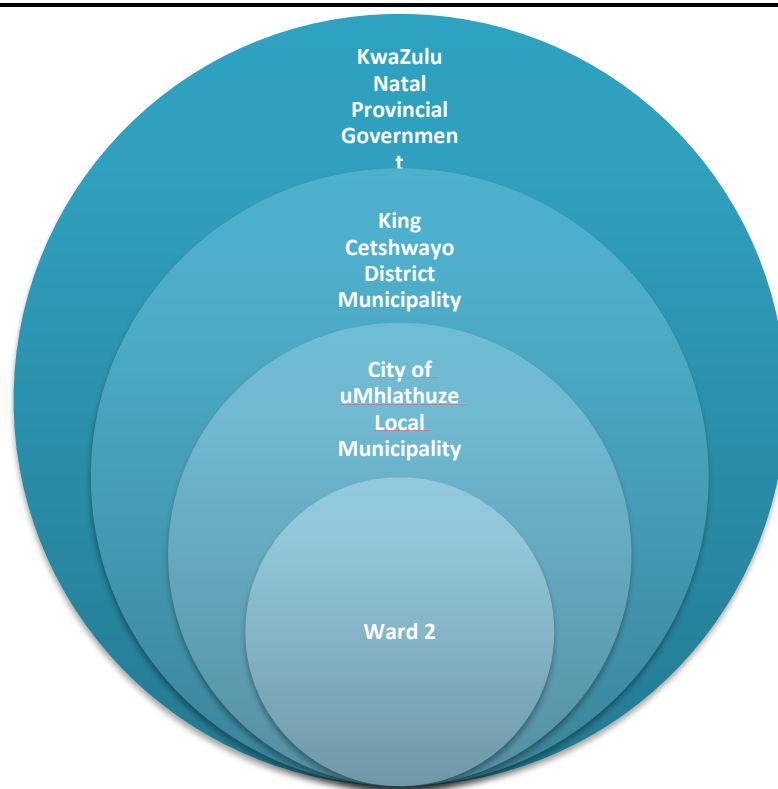 KwaZulu
Natal
Provincial
Governmen
t
King
Cetshwayo
District
Municipality
City of
uMhlathuze
Local
Municipality
Ward 2